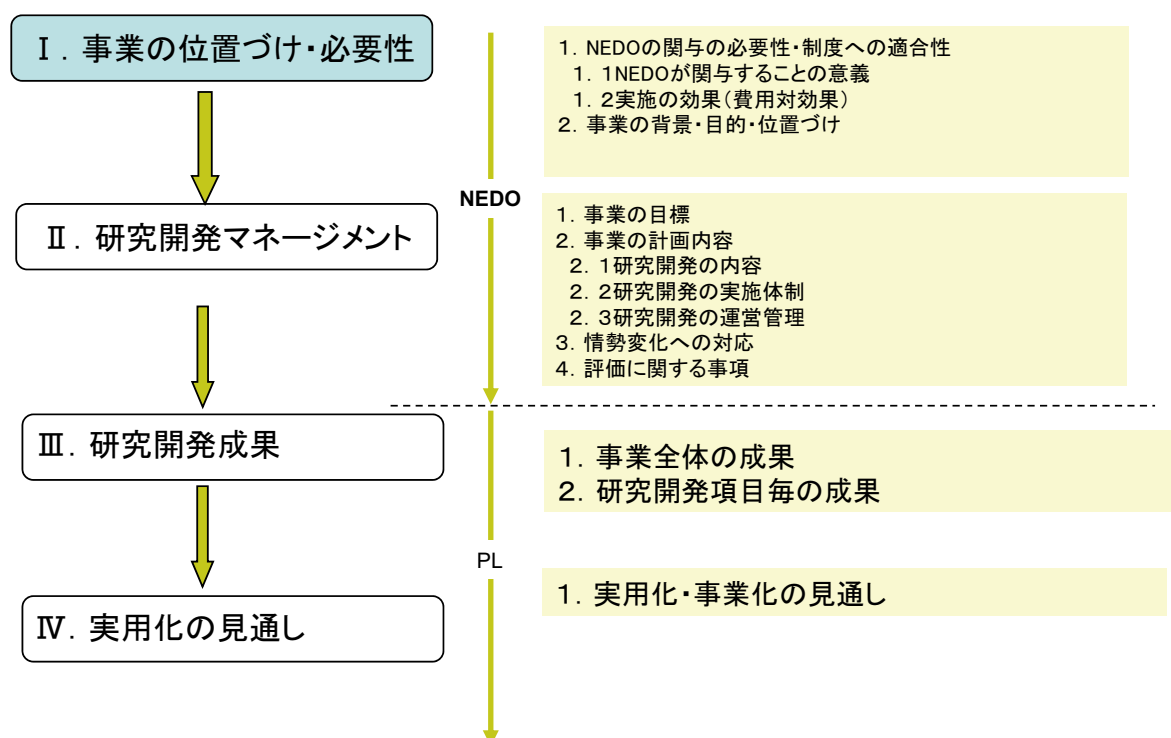 Ⅰ．事業の位置づけ・必要性
1．NEDOの関与の必要性・制度への適合性
1．1NEDOが関与することの意義
1．2実施の効果（費用対効果）
2．事業の背景・目的・位置づけ
NEDO
Ⅱ．研究開発マネージメント
1．事業の目標
2．事業の計画内容
2．1研究開発の内容
2．2研究開発の実施体制
2．3研究開発の運営管理
3．情勢変化への対応
4．評価に関する事項
Ⅲ．研究開発成果
1．事業全体の成果
2．研究開発項目毎の成果
PL
Ⅳ．実用化の見通し
1．実用化・事業化の見通し